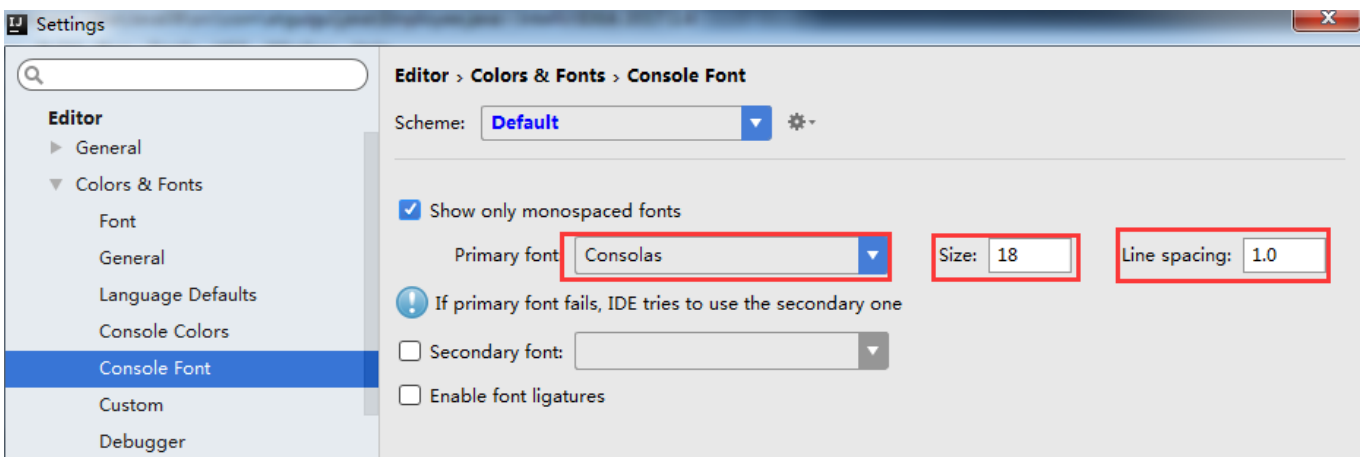 Settings
Editor › Colors & Fonts › Console Font
Scheme: Default
Editor
General
Colors & Fonts
Font
General
Language Defaults
Console Colors
Console Font
Custom
Debugger
Show only monospaced fonts
Primary font Consolas Size: 18 Line spacing: 1.0
If primary font fails, IDE tries to use the secondary one
Secondary font:
Enable font ligatures